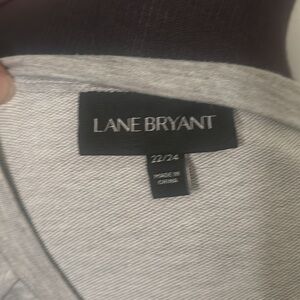 LANE BRYANT
22/24
MADE IN
CHINA